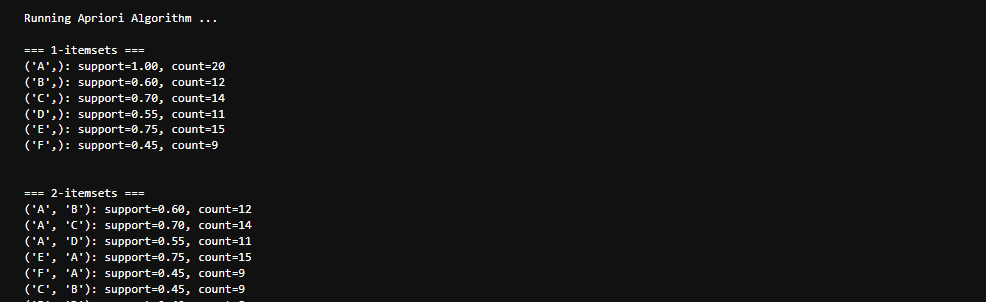 Running Apriori Algorithm ...
=== 1-itemsets ===
('A',): support=1.00, count=20
('B',): support=0.60, count=12
('C',): support=0.70, count=14
('D',): support=0.55, count=11
('E',): support=0.75, count=15
('F',): support=0.45, count=9
=== 2-itemsets ===
('A', 'B'): support=0.60, count=12
('A', 'C'): support=0.70, count=14
('A', 'D'): support=0.55, count=11
('E', 'A'): support=0.75, count=15
('F', 'A'): support=0.45, count=9
('C', 'B'): support=0.45, count=9